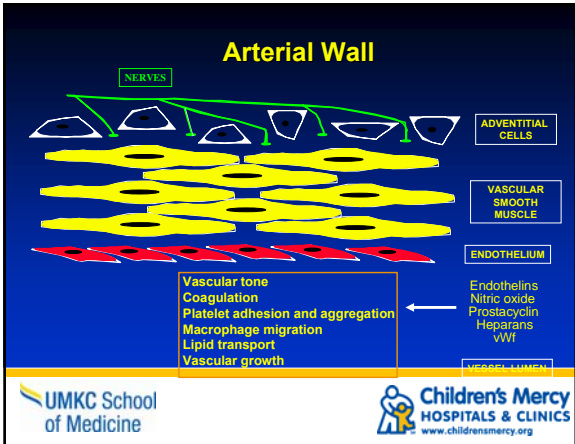 Arterial Wall
NERVES
ADVENTITIAL
CELLS
VASCULAR
SMOOTH
MUSCLE
ENDOTHELIUM
Vascular tone
Coagulation
Platelet adhesion and aggregation
Macrophage migration
Lipid transport
Vascular growth
Endothelins
Nitric oxide
Prostacyclin
Heparans
vWf
VESSEL LUMEN
UMKC School
of Medicine
Children's Mercy
HOSPITALS & CLINICS
www.childrensmercy.org